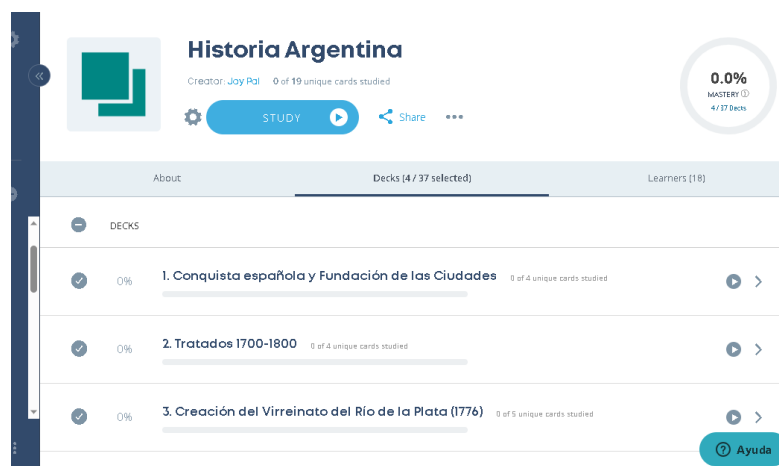 Historia Argentina
Creator: Jay Pal 0 of 19 unique cards studied
STUDY
Share
0.0%
MASTERY
4/37 Decks
About
Decks (4 / 37 selected)
Learners (18)
DECKS
0%
1. Conquista española y Fundación de las Ciudades 0 of 4 unique cards studied
0%
2. Tratados 1700-1800 0 of 4 unique cards studied
0%
3. Creación del Virreinato del Río de la Plata (1776) 0 of 5 unique cards studied
Ayuda